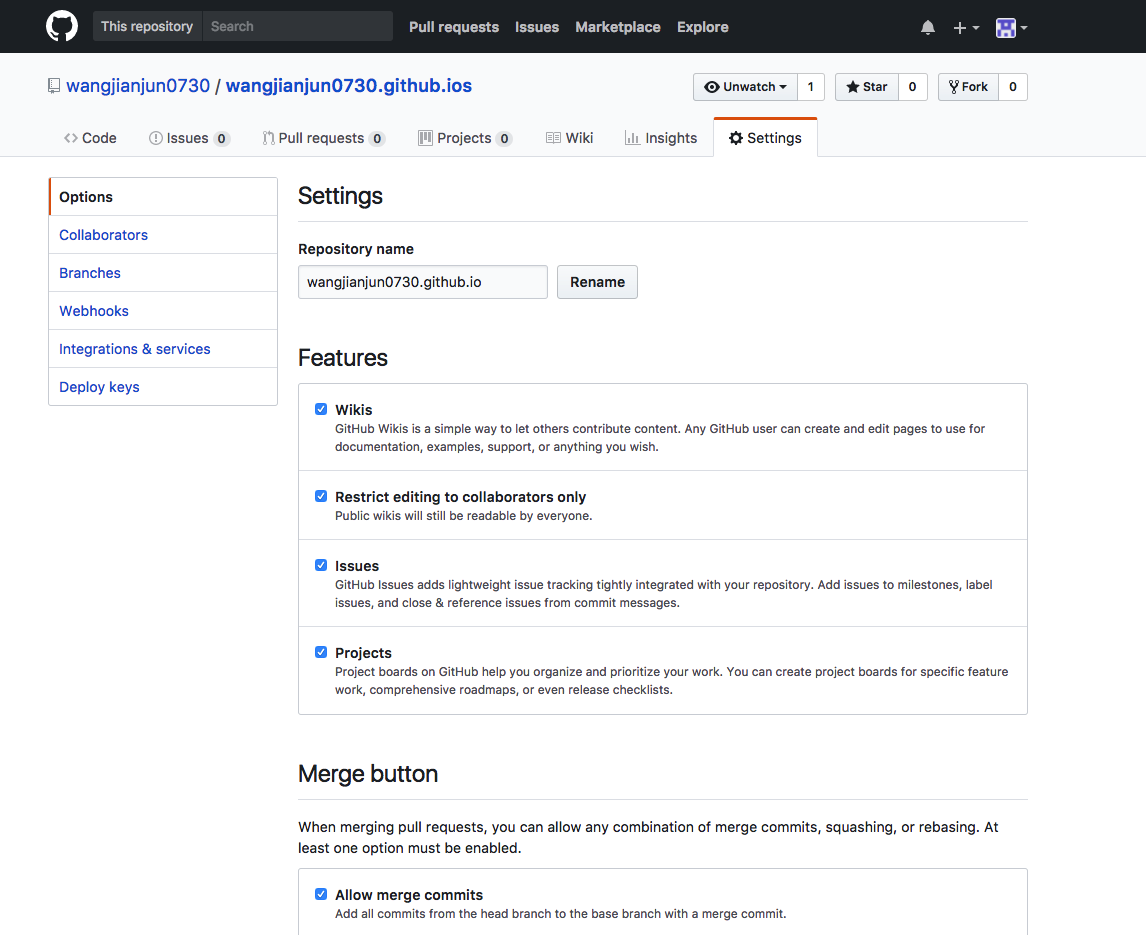 This repository Search Pull requests Issues Marketplace Explore
wangjianjun0730 / wangjianjun0730.github.ios Unwatch 1 Star 0 Fork 0
Code Issues 0 Pull requests 0 Projects 0 Wiki Insights Settings
Options
Collaborators
Branches
Webhooks
Integrations & services
Deploy keys
Settings
Repository name
wangjianjun0730.github.io Rename
Features
Wikis
GitHub Wikis is a simple way to let others contribute content. Any GitHub user can create and edit pages to use for
documentation, examples, support, or anything you wish.
Restrict editing to collaborators only
Public wikis will still be readable by everyone.
Issues
GitHub Issues adds lightweight issue tracking tightly integrated with your repository. Add issues to milestones, label
issues, and close & reference issues from commit messages.
Projects
Project boards on GitHub help you organize and prioritize your work. You can create project boards for specific feature
work, comprehensive roadmaps, or even release checklists.
Merge button
When merging pull requests, you can allow any combination of merge commits, squashing, or rebasing. At
least one option must be enabled.
Allow merge commits
Add all commits from the head branch to the base branch with a merge commit.